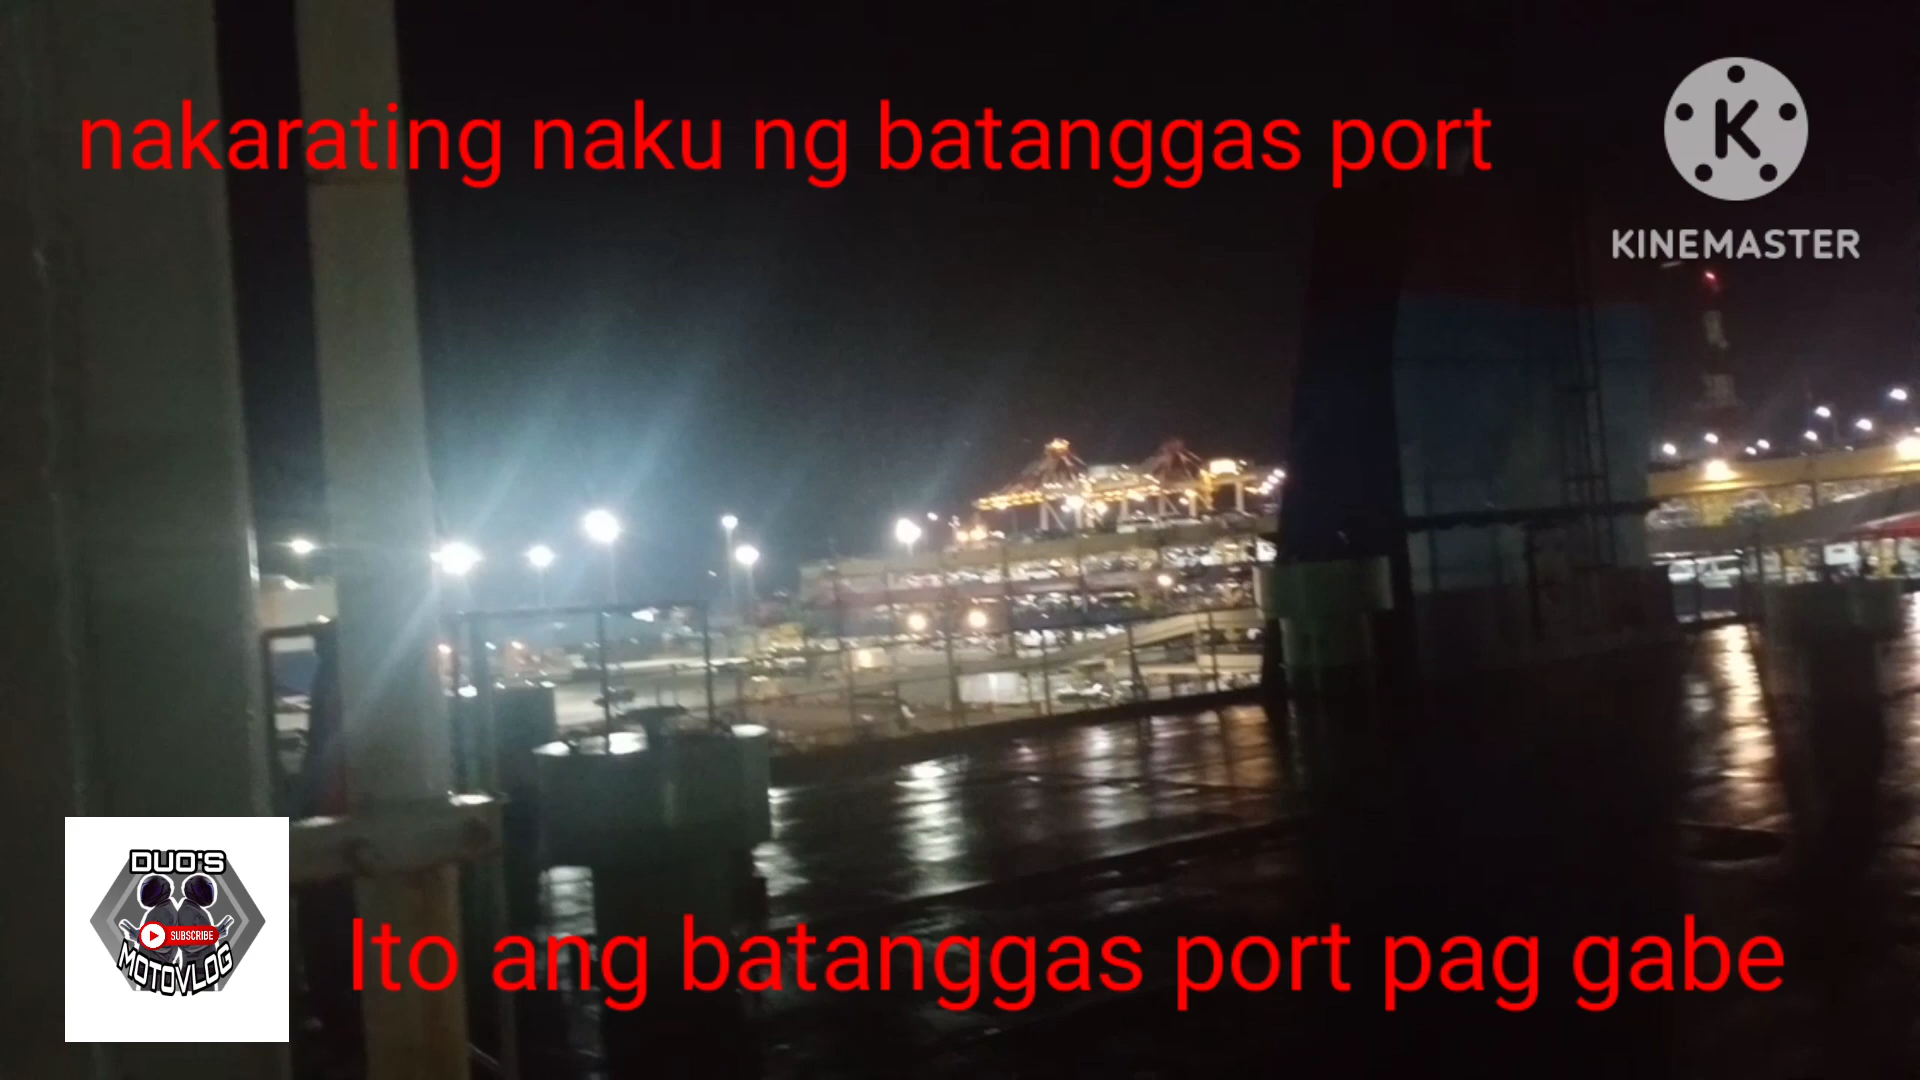 nakarating naku ng batanggas port
K
KINEMASTER
DUO'S
SUBSCRIBE
MOTOVLOG
Ito ang batanggas port pag gabe